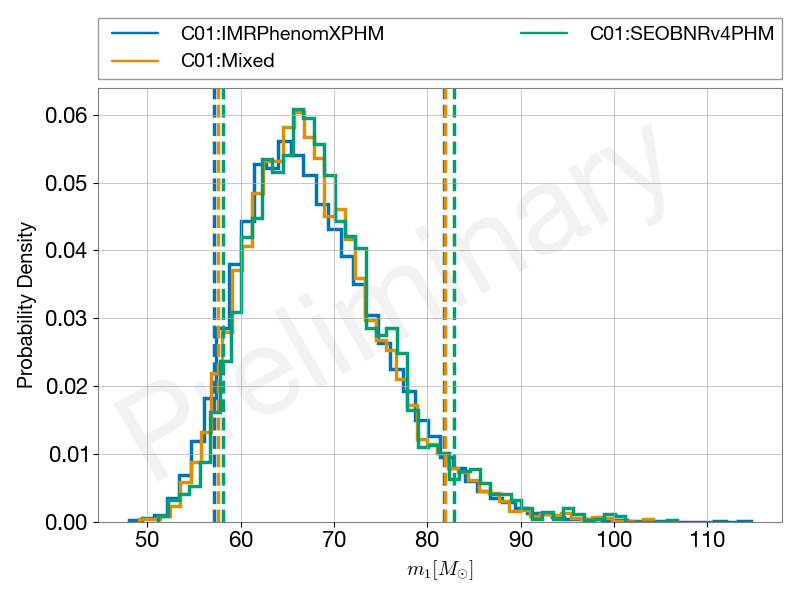 C01:IMRPhenomXPHM C01:SEOBNRv4PHM
C01:Mixed
0.06
0.05
0.04
0.03
0.02
0.01
0.00
Probability Density
Preliminary
50 60 70 80 90 100 110
m₁[M⊙]